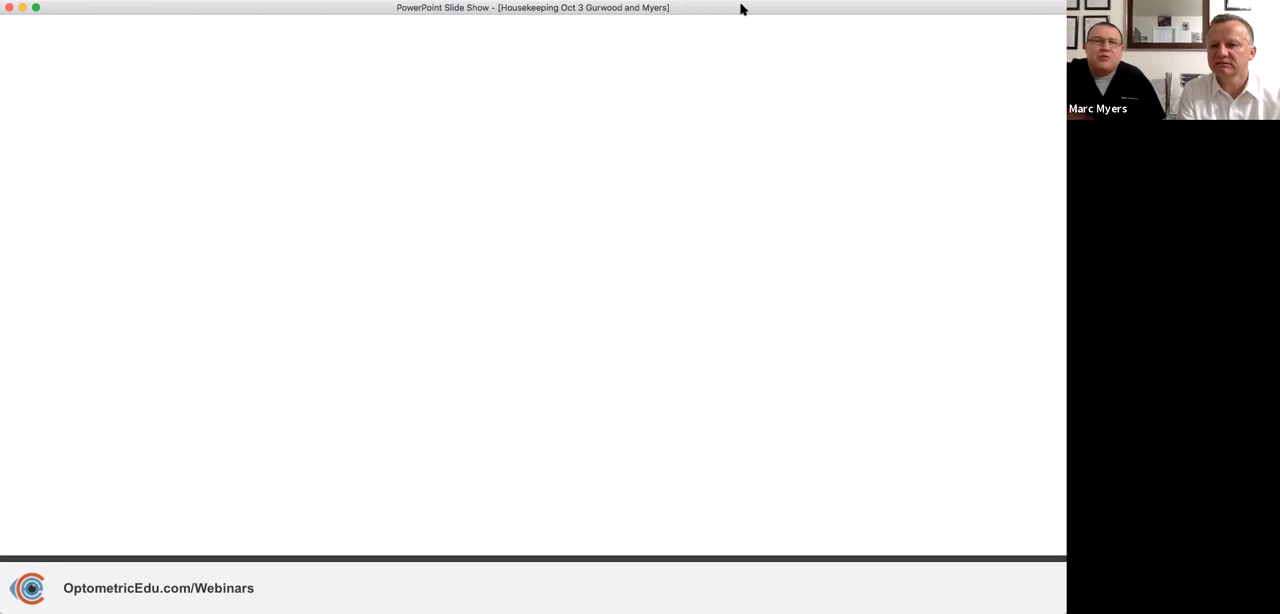 PowerPoint Slide Show - [Housekeeping Oct 3 Gurwood and Myers]
Marc Myers
OptometricEdu.com/Webinars